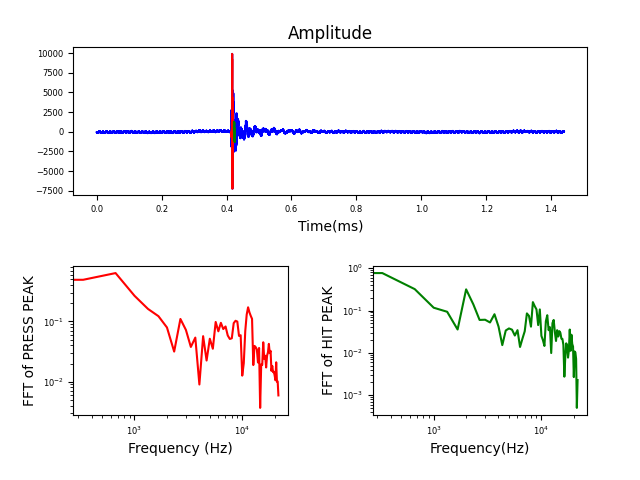 Amplitude
10000
7500
5000
2500
0
−2500
−5000
−7500
0.0 0.2 0.4 0.6 0.8 1.0 1.2 1.4
Time(ms)
FFT of PRESS PEAK
10⁻¹
10⁻²
10³ 10⁴
Frequency (Hz)
FFT of HIT PEAK
10⁰
10⁻¹
10⁻²
10⁻³
10³ 10⁴
Frequency(Hz)